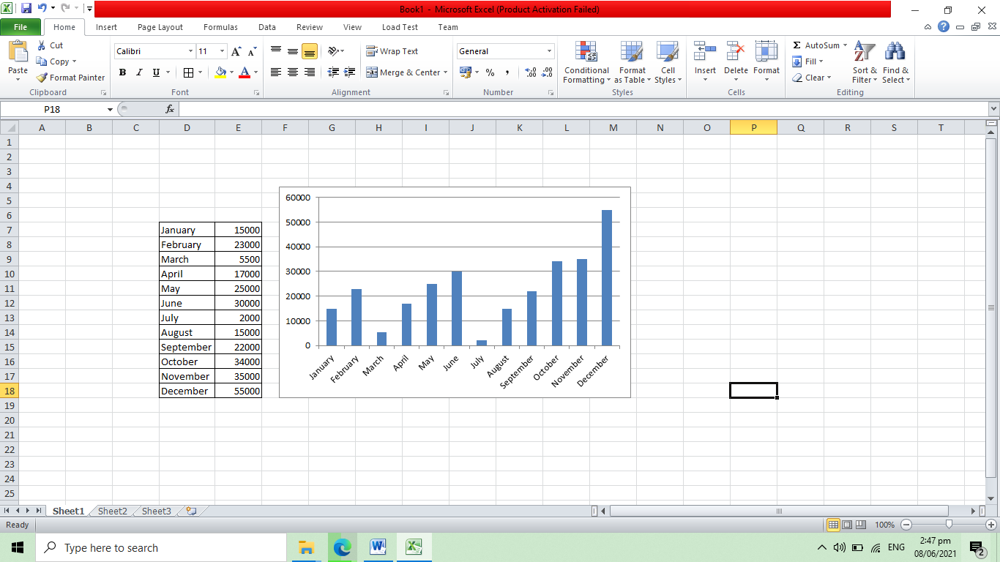 Book1 - Microsoft Excel (Product Activation Failed)
File Home Insert Page Layout Formulas Data Review View Load Test Team
Paste
Cut
Copy
Format Painter
Clipboard
Calibri 11
B I U A
Font
Wrap Text
Merge & Center
Alignment
General
% ,
Number
Conditional Formatting
Format as Table
Cell Styles
Styles
Insert Delete Format
Cells
Σ AutoSum
Fill
Clear
Sort & Filter
Find & Select
Editing
P18 fx
A B C D E F G H I J K L M N O P Q R S T
1
2
3
4
5
6
7 January 15000
8 February 23000
9 March 5500
10 April 17000
11 May 25000
12 June 30000
13 July 2000
14 August 15000
15 September 22000
16 October 34000
17 November 35000
18 December 55000
19
20
21
22
23
24
25
60000
50000
40000
30000
20000
10000
0
January February March April May June July August September October November December
Sheet1 Sheet2 Sheet3
Ready 100%
Type here to search
ENG
2:47 pm
08/06/2021
2